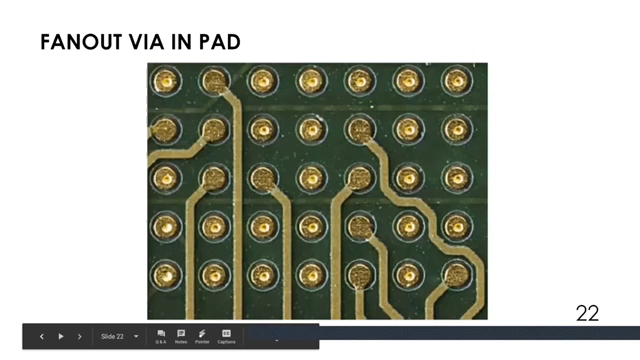 FANOUT VIA IN PAD
22
Slide 22
Q & A
Notes
Pointer
Captions